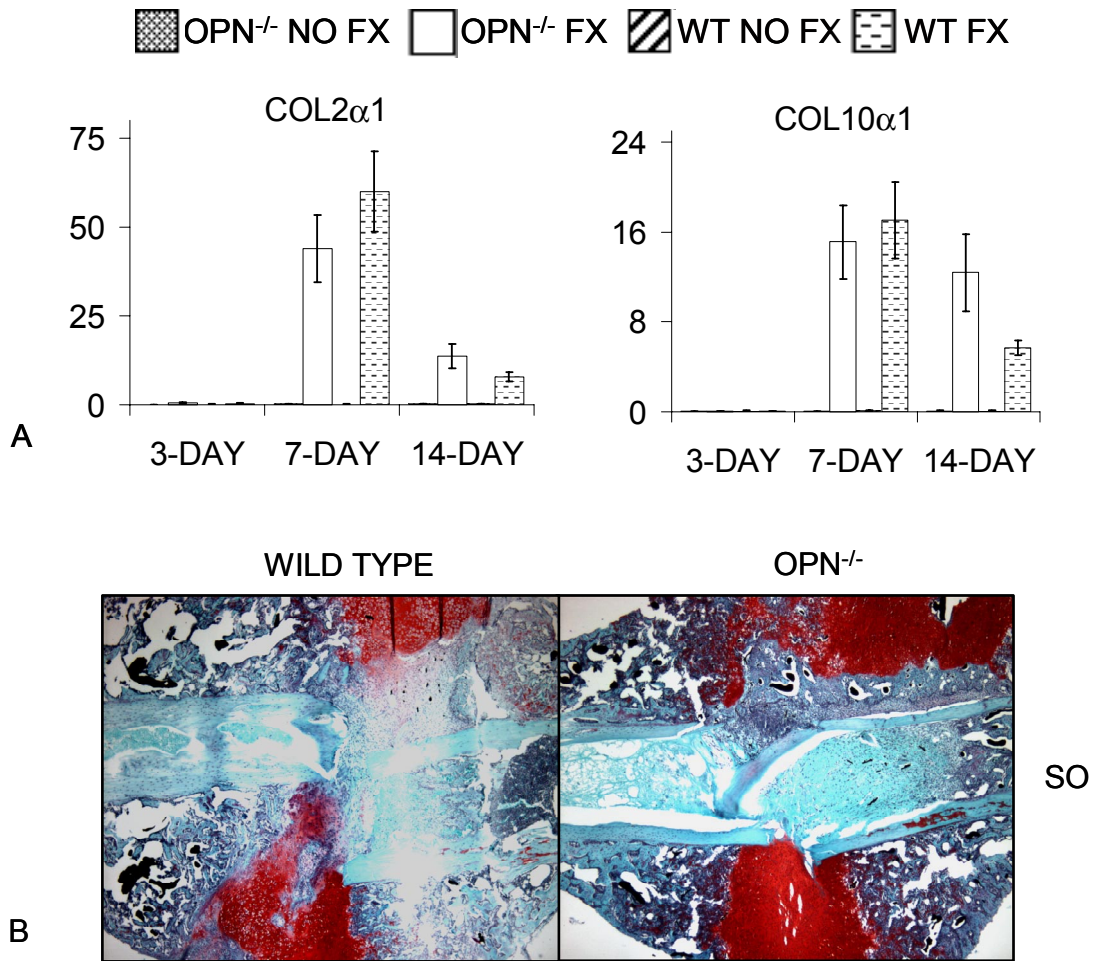 OPN-/- NO FX OPN-/- FX WT NO FX WT FX
COL2α1
75
50
25
0
3-DAY 7-DAY 14-DAY
COL10α1
24
16
8
0
3-DAY 7-DAY 14-DAY
A
WILD TYPE OPN-/-
SO
B